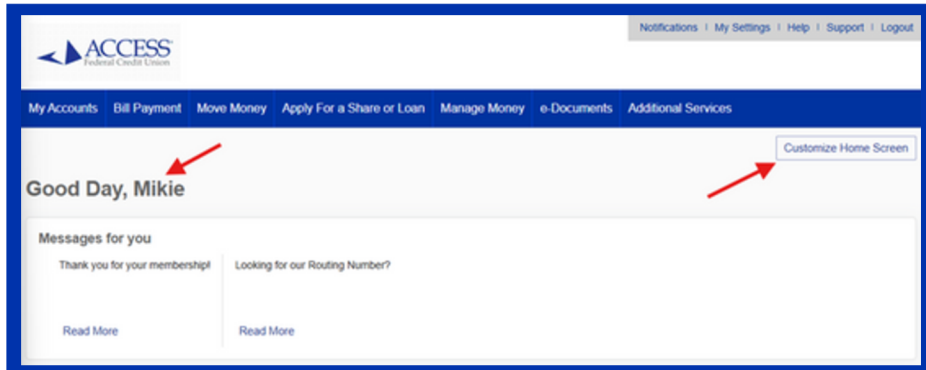 Notifications | My Settings | Help | Support | Logout
ACCESS
Federal Credit Union
My Accounts Bill Payment Move Money Apply For a Share or Loan Manage Money e-Documents Additional Services
Customize Home Screen
Good Day, Mikie
Messages for you
Thank you for your membership! Looking for our Routing Number?
Read More Read More